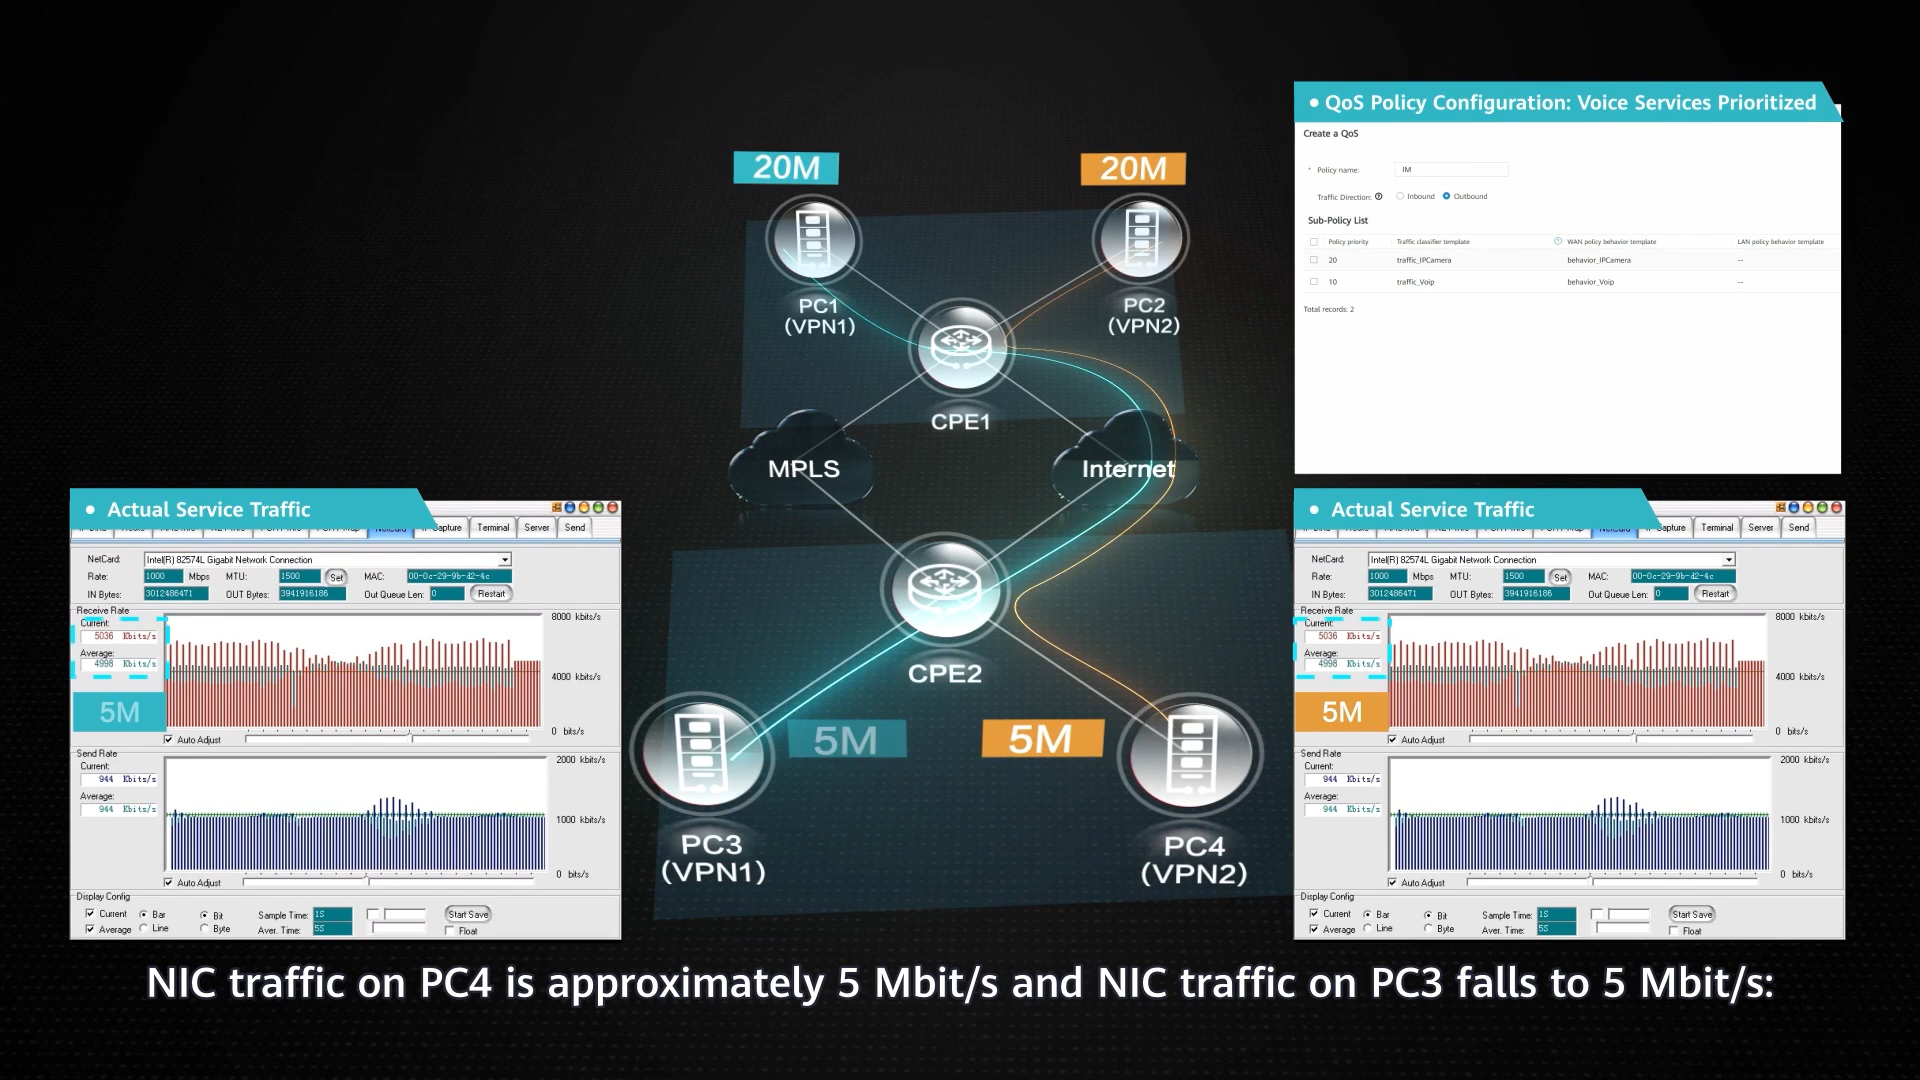 • QoS Policy Configuration: Voice Services Prioritized
Create a QoS
* Policy name: IM
Traffic Direction: Inbound Outbound
Sub-Policy List
Policy priority Traffic classifier template WAN policy behavior template LAN policy behavior template
20 traffic_IPCamera behavior_IPCamera --
10 traffic_Voip behavior_Voip --
Total records: 2
20M
20M
PC1
(VPN1)
PC2
(VPN2)
CPE1
MPLS
Internet
CPE2
5M
5M
PC3
(VPN1)
PC4
(VPN2)
• Actual Service Traffic
Capture Terminal Server Send
NetCard: Intel(R) 82574L Gigabit Network Connection
Rate: 1000 Mbps MTU: 1500 Set MAC: 00-0c-29-9b-d2-4c
IN Bytes: 3012486471 OUT Bytes: 3941916186 Out Queue Len: 0 Restart
Receive Rate
Current:
5036 Kbits/s
Average:
4998 Kbits/s
5M
8000 kbits/s
4000 kbits/s
0 bits/s
Auto Adjust
Send Rate
Current:
944 Kbits/s
Average:
944 Kbits/s
2000 kbits/s
1000 kbits/s
0 bits/s
Auto Adjust
Display Config
Current Bar Bit Sample Time: 1S Start Save
Average Line Byte Aver. Time: 5S Float
• Actual Service Traffic
Capture Terminal Server Send
NetCard: Intel(R) 82574L Gigabit Network Connection
Rate: 1000 Mbps MTU: 1500 Set MAC: 00-0c-29-9b-d2-4c
IN Bytes: 3012486471 OUT Bytes: 3941916186 Out Queue Len: 0 Restart
Receive Rate
Current:
5036 Kbits/s
Average:
4998 Kbits/s
5M
8000 kbits/s
4000 kbits/s
0 bits/s
Auto Adjust
Send Rate
Current:
944 Kbits/s
Average:
944 Kbits/s
2000 kbits/s
1000 kbits/s
0 bits/s
Auto Adjust
Display Config
Current Bar Bit Sample Time: 1S Start Save
Average Line Byte Aver. Time: 5S Float
NIC traffic on PC4 is approximately 5 Mbit/s and NIC traffic on PC3 falls to 5 Mbit/s: